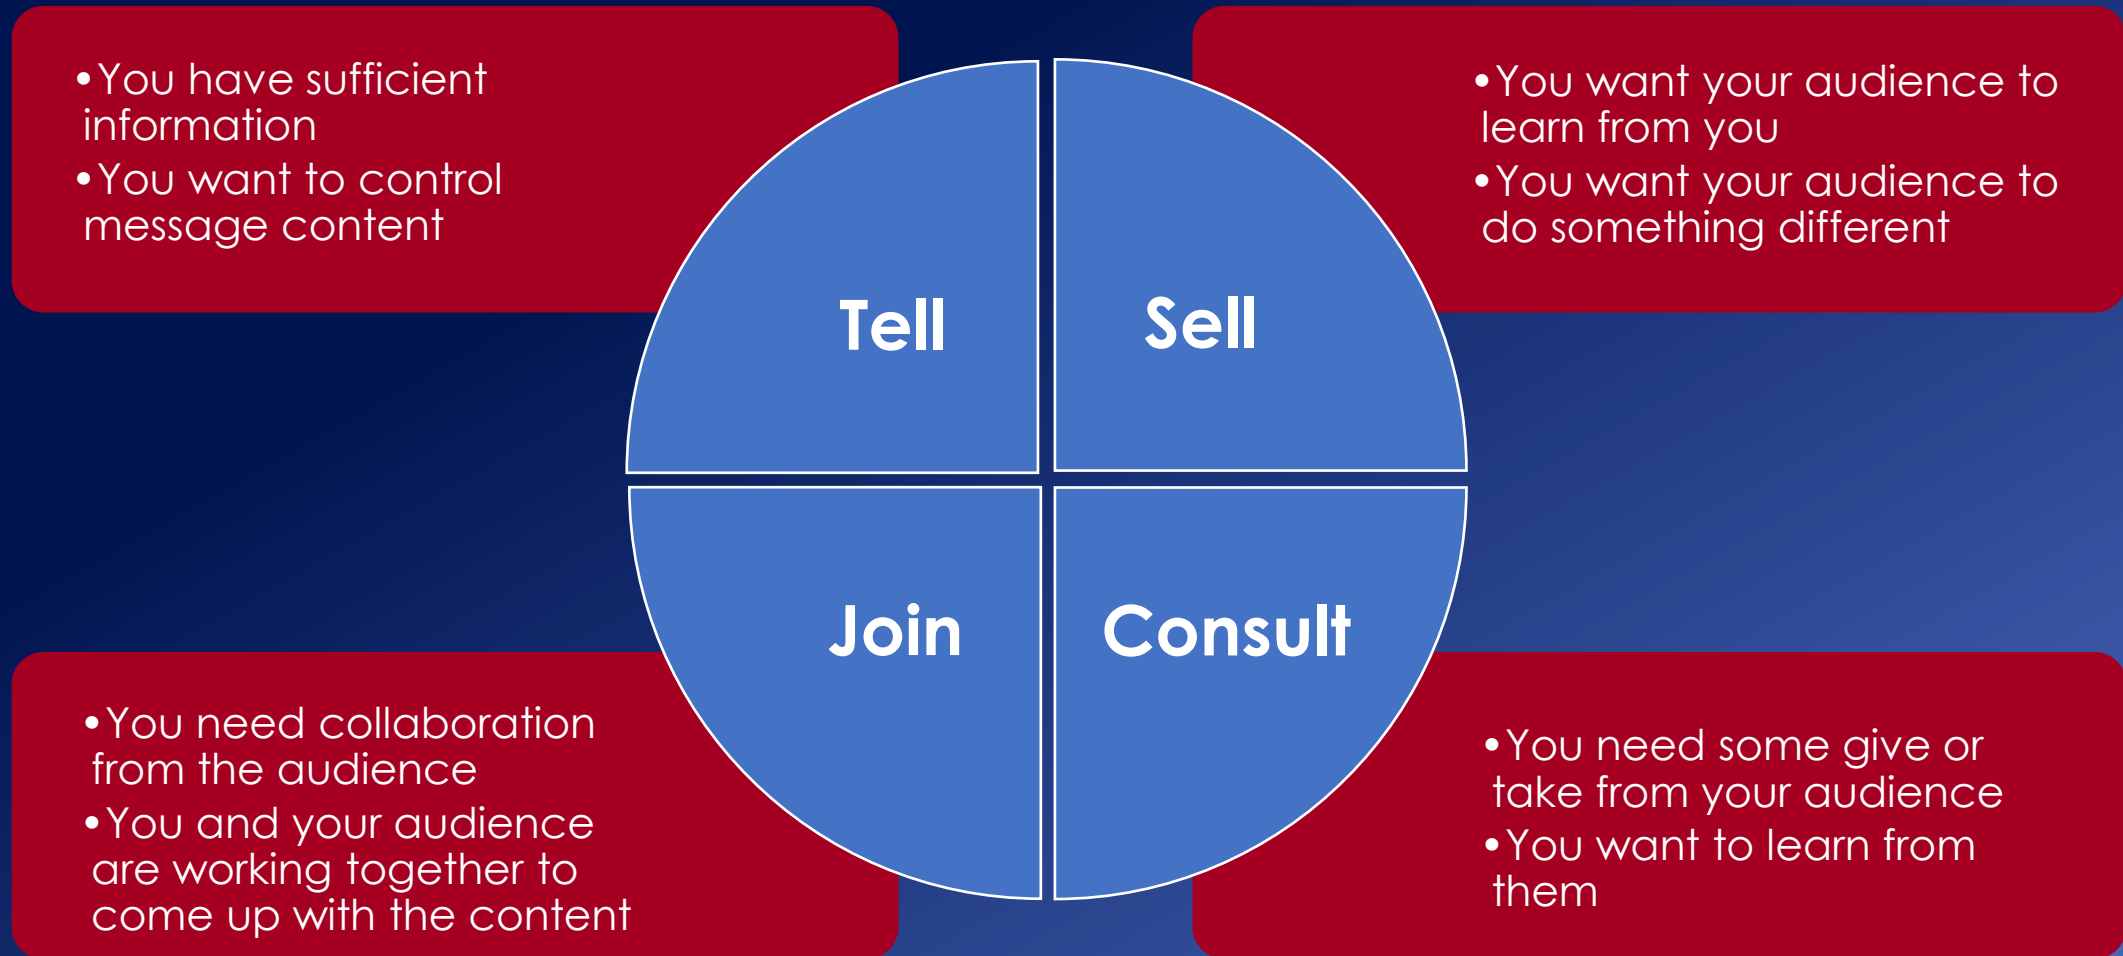 •You have sufficient
information
•You want to control
message content
•You want your audience to
learn from you
•You want your audience to
do something different
Tell
Sell
Join
Consult
•You need collaboration
from the audience
•You and your audience
are working together to
come up with the content
•You need some give or
take from your audience
•You want to learn from
them